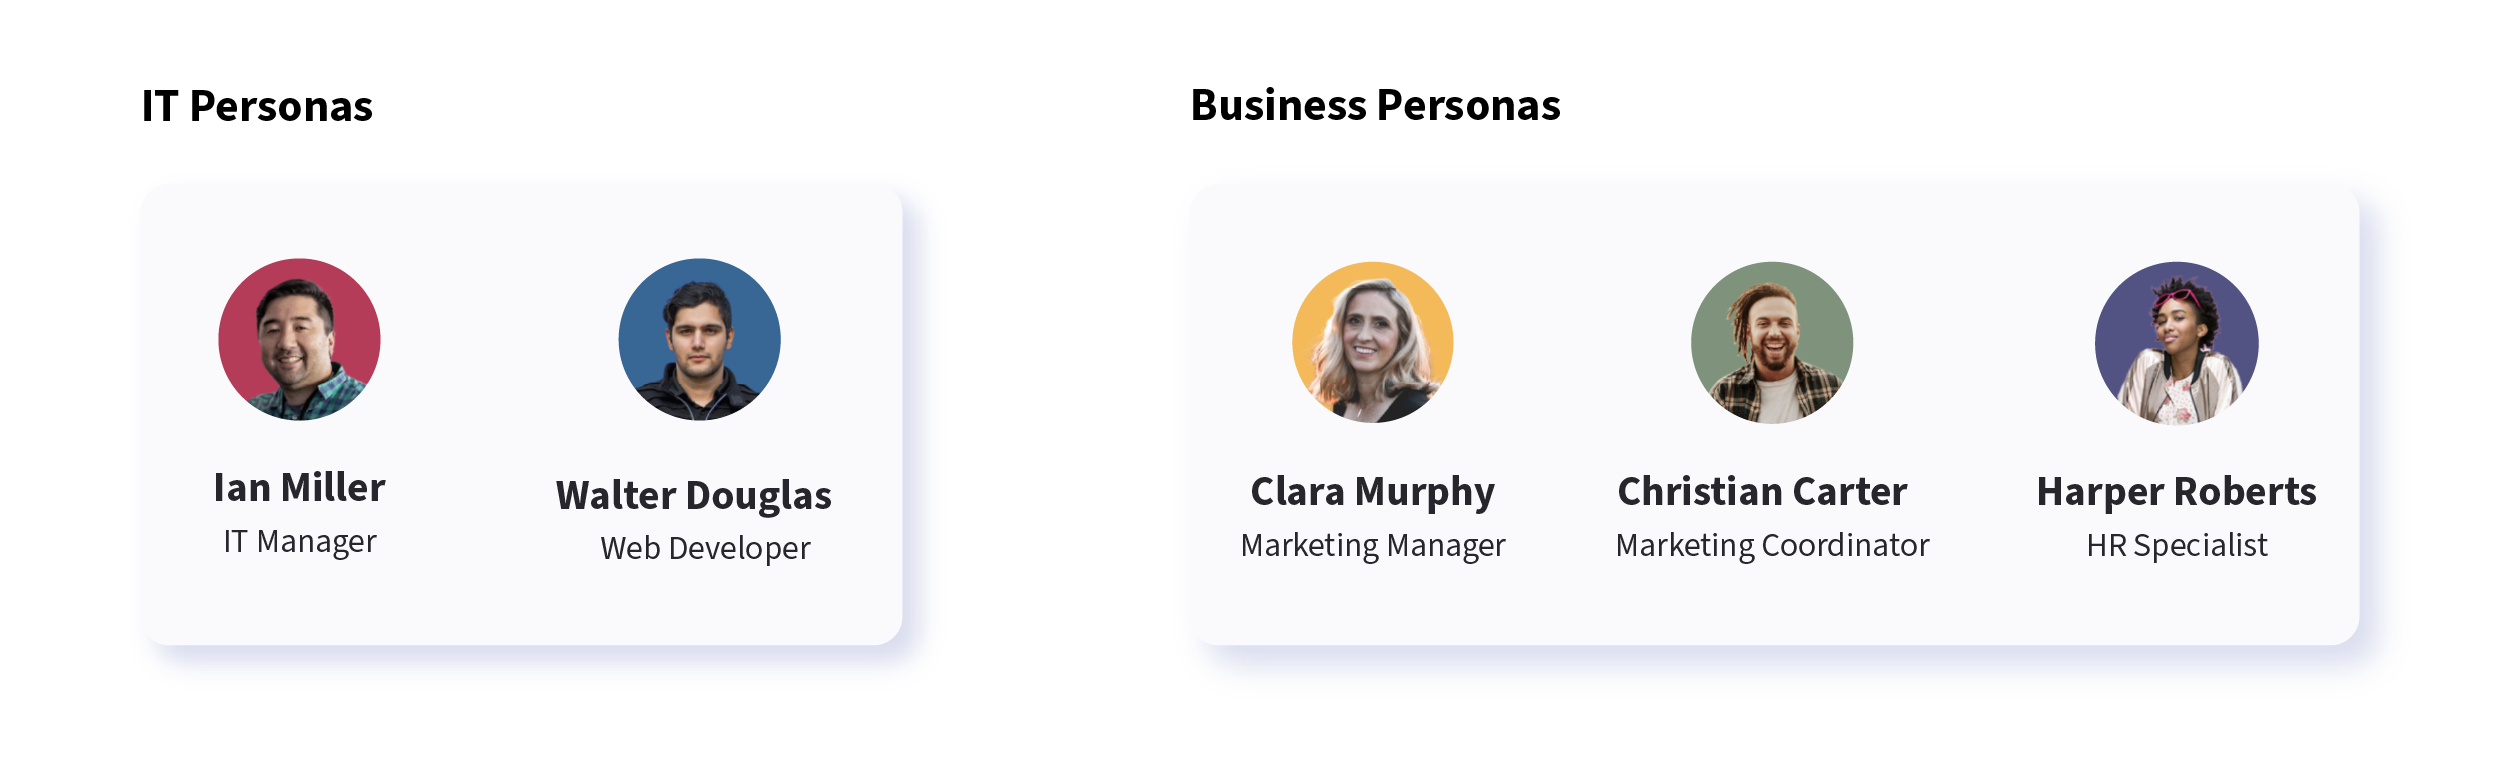 IT Personas
Ian Miller
IT Manager
Walter Douglas
Web Developer
Business Personas
Clara Murphy
Marketing Manager
Christian Carter
Marketing Coordinator
Harper Roberts
HR Specialist